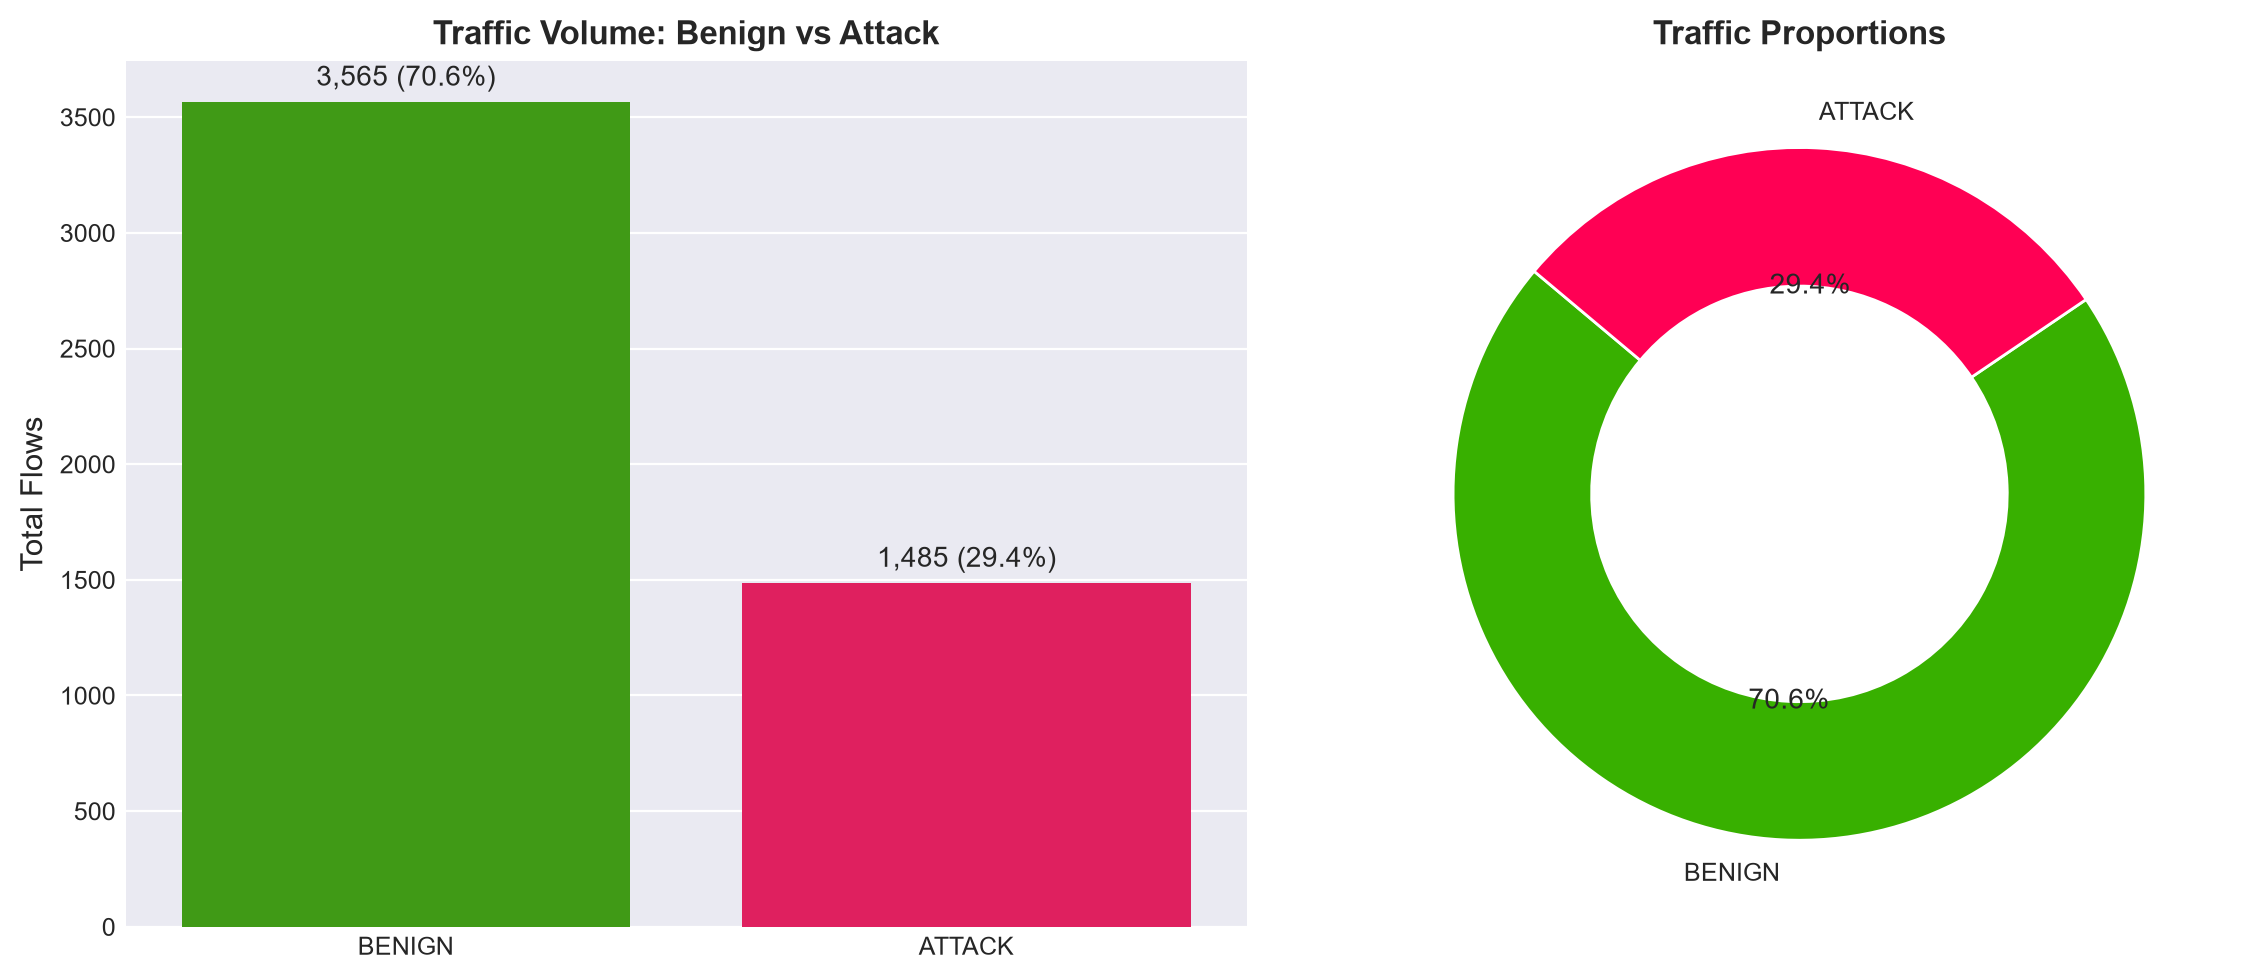 Traffic Volume: Benign vs Attack
3,565 (70.6%)
1,485 (29.4%)
Total Flows
3500
3000
2500
2000
1500
1000
500
0
BENIGN
ATTACK
Traffic Proportions
ATTACK
29.4%
70.6%
BENIGN